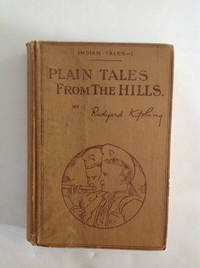 INDIAN TALES-I.
PLAIN TALES
FROM THE HILLS.
BY
Rudyard Kipling